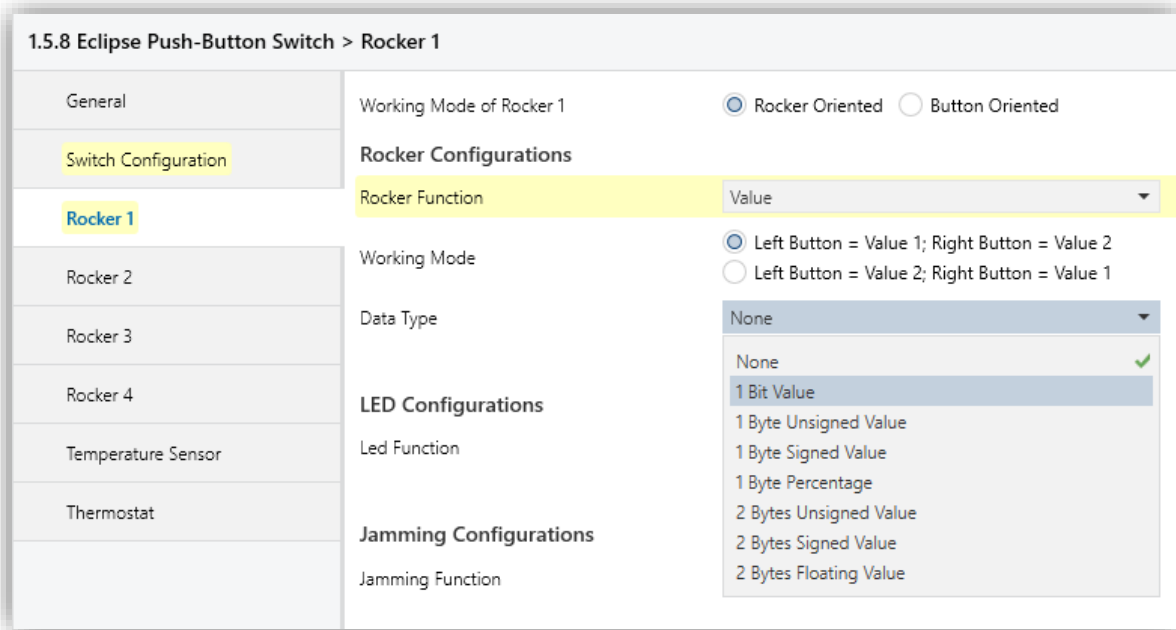 1.5.8 Eclipse Push-Button Switch > Rocker 1
General
Switch Configuration
Rocker 1
Rocker 2
Rocker 3
Rocker 4
Temperature Sensor
Thermostat
Working Mode of Rocker 1 Rocker Oriented Button Oriented
Rocker Configurations
Rocker Function Value
Working Mode Left Button = Value 1; Right Button = Value 2
Left Button = Value 2; Right Button = Value 1
Data Type None
None
1 Bit Value
1 Byte Unsigned Value
1 Byte Signed Value
1 Byte Percentage
2 Bytes Unsigned Value
2 Bytes Signed Value
2 Bytes Floating Value
LED Configurations
Led Function
Jamming Configurations
Jamming Function